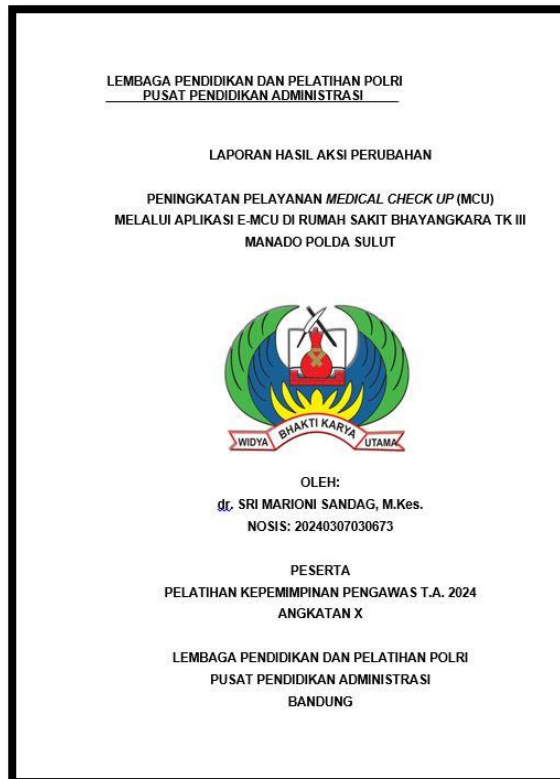 LEMBAGA PENDIDIKAN DAN PELATIHAN POLRI
PUSAT PENDIDIKAN ADMINISTRASI
LAPORAN HASIL AKSI PERUBAHAN
PENINGKATAN PELAYANAN MEDICAL CHECK UP (MCU)
MELALUI APLIKASI E-MCU DI RUMAH SAKIT BHAYANGKARA TK III
MANADO POLDA SULUT
WIDYA BHAKTI KARYA UTAMA
OLEH:
dr. SRI MARIONI SANDAG, M.Kes.
NOSIS: 20240307030673
PESERTA
PELATIHAN KEPEMIMPINAN PENGAWAS T.A. 2024
ANGKATAN X
LEMBAGA PENDIDIKAN DAN PELATIHAN POLRI
PUSAT PENDIDIKAN ADMINISTRASI
BANDUNG